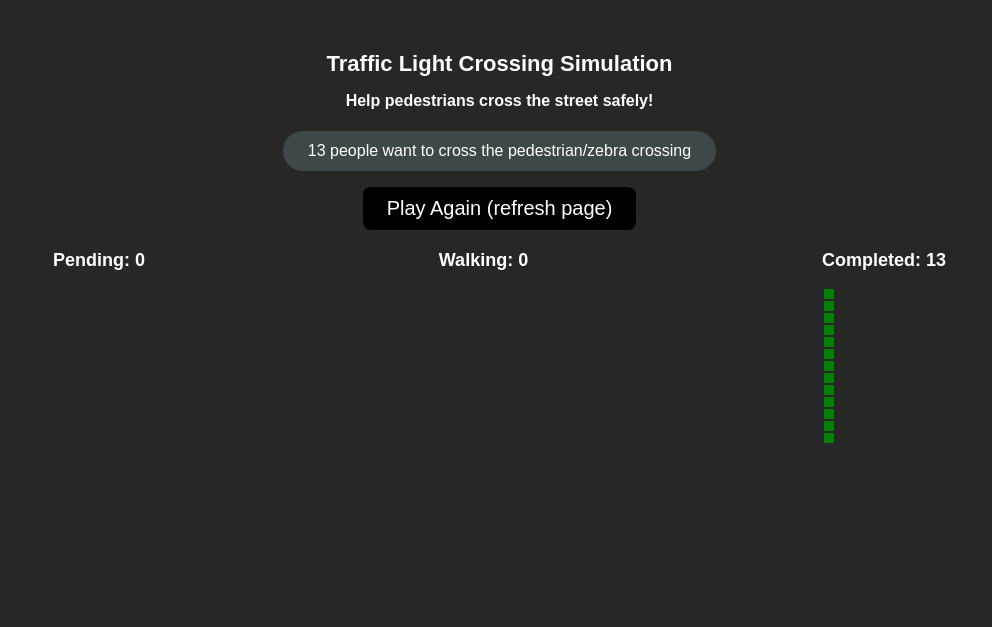 Traffic Light Crossing Simulation
Help pedestrians cross the street safely!
13 people want to cross the pedestrian/zebra crossing
Play Again (refresh page)
Pending: 0
Walking: 0
Completed: 13